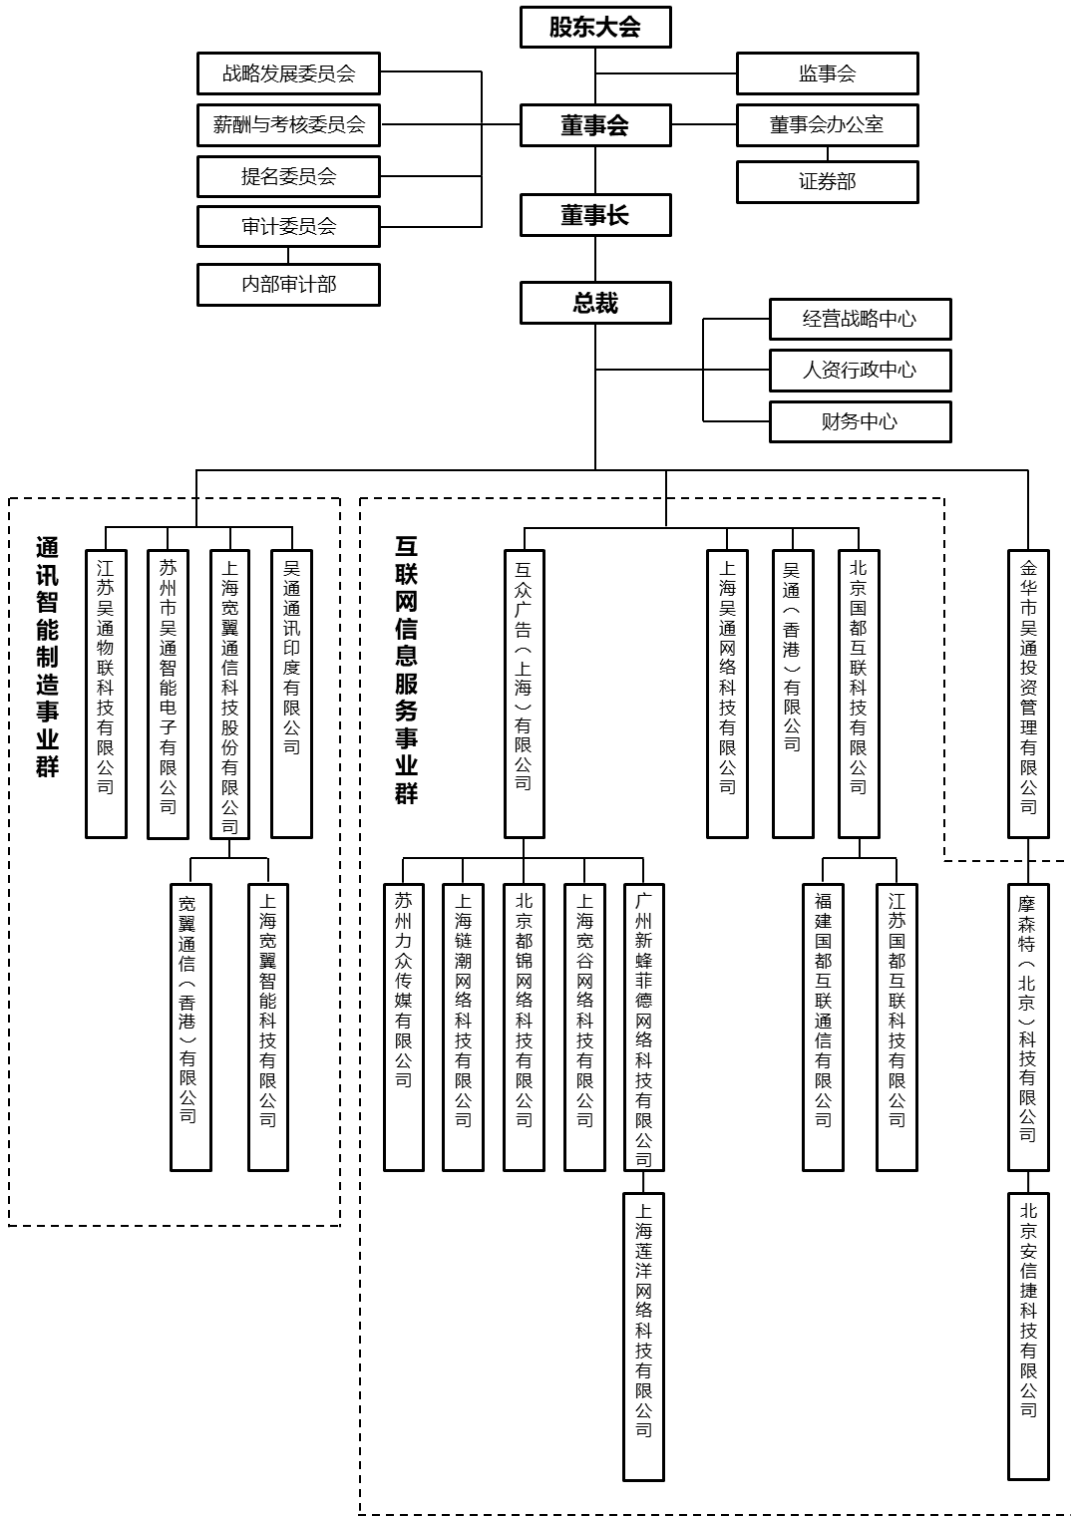 股东大会
战略发展委员会
监事会
薪酬与考核委员会
董事会
董事会办公室
提名委员会
证券部
审计委员会
董事长
内部审计部
总裁
经营战略中心
人资行政中心
财务中心
通讯智能制造事业群
江苏吴通物联科技有限公司
苏州市吴通智能电子有限公司
上海宽翼通信科技股份有限公司
吴通通讯印度有限公司
宽翼通信（香港）有限公司
上海宽翼智能科技有限公司
互联网信息服务事业群
互众广告（上海）有限公司
上海吴通网络科技有限公司
吴通（香港）有限公司
北京国都互联科技有限公司
金华市吴通投资管理有限公司
苏州力众传媒有限公司
上海链潮网络科技有限公司
北京都锦网络科技有限公司
上海宽谷网络科技有限公司
广州新蜂菲德网络科技有限公司
福建国都互联通信有限公司
江苏国都互联科技有限公司
摩森特（北京）科技有限公司
上海莲洋网络科技有限公司
北京安信捷科技有限公司